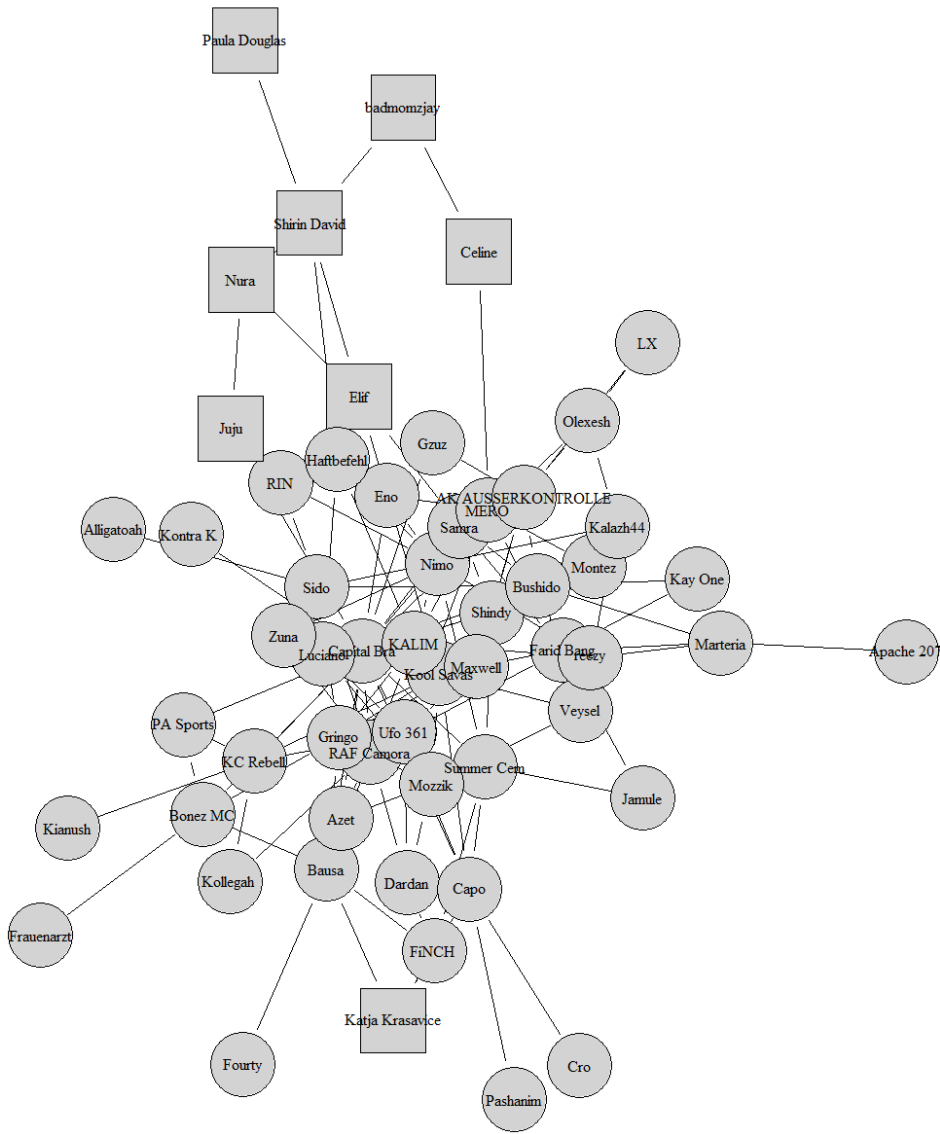 Paula Douglas
badmomzjay
Shirin David
Celine
Nura
LX
Elif
Juju
Olexesh
Gzuz
Haftbefehl
RIN
Eno
AK AUSSERKONTROLLE
MERO
Samra
Kalazh44
Alligatoah
Kontra K
Nimo
Montez
Sido
Bushido
Kay One
Shindy
Zuna
KALIM
Marteria
Luciano
Capital Bra
Farid Bang
reezy
Apache 207
Maxwell
Kool Savas
Veysel
PA Sports
Ufo 361
Gringo
RAF Camora
KC Rebell
Summer Cem
Mozzik
Jamule
Bonez MC
Azet
Kianush
Bausa
Kollegah
Dardan
Capo
Frauenarzt
FiNCH
Katja Krasavice
Fourty
Cro
Pashanim